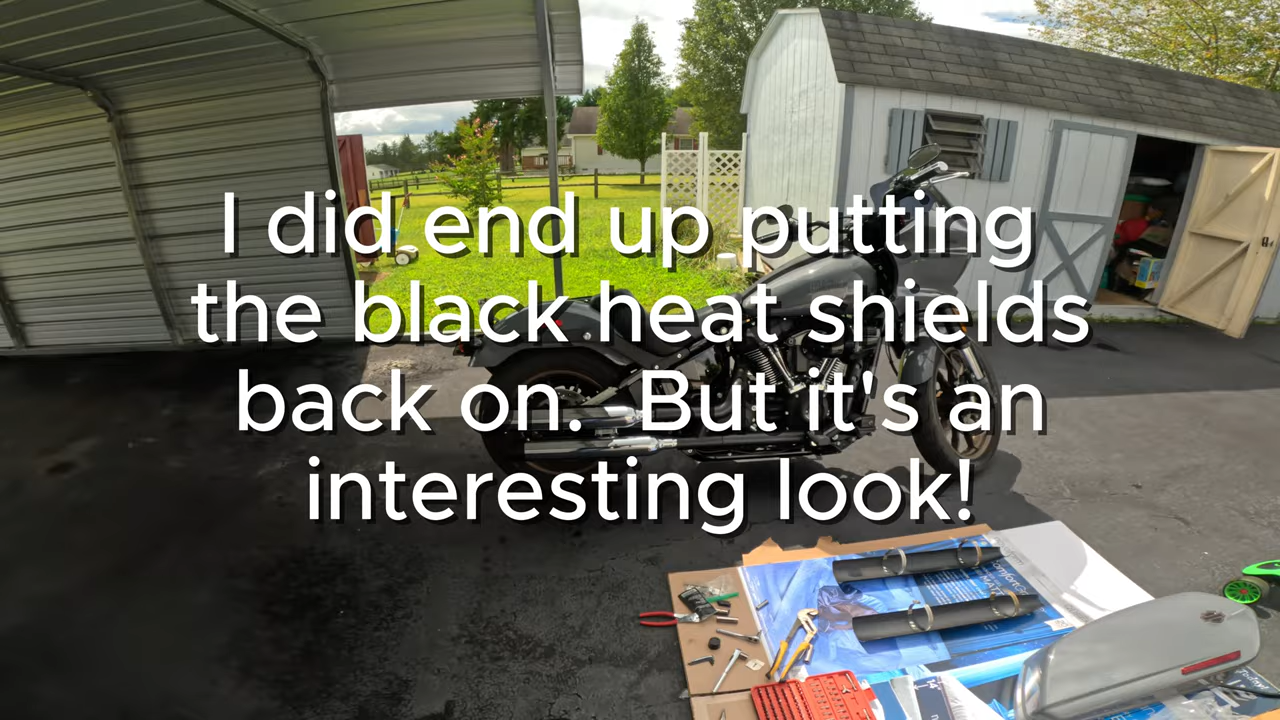 I did end up putting
the black heat shields
back on.  But it's an
interesting look!